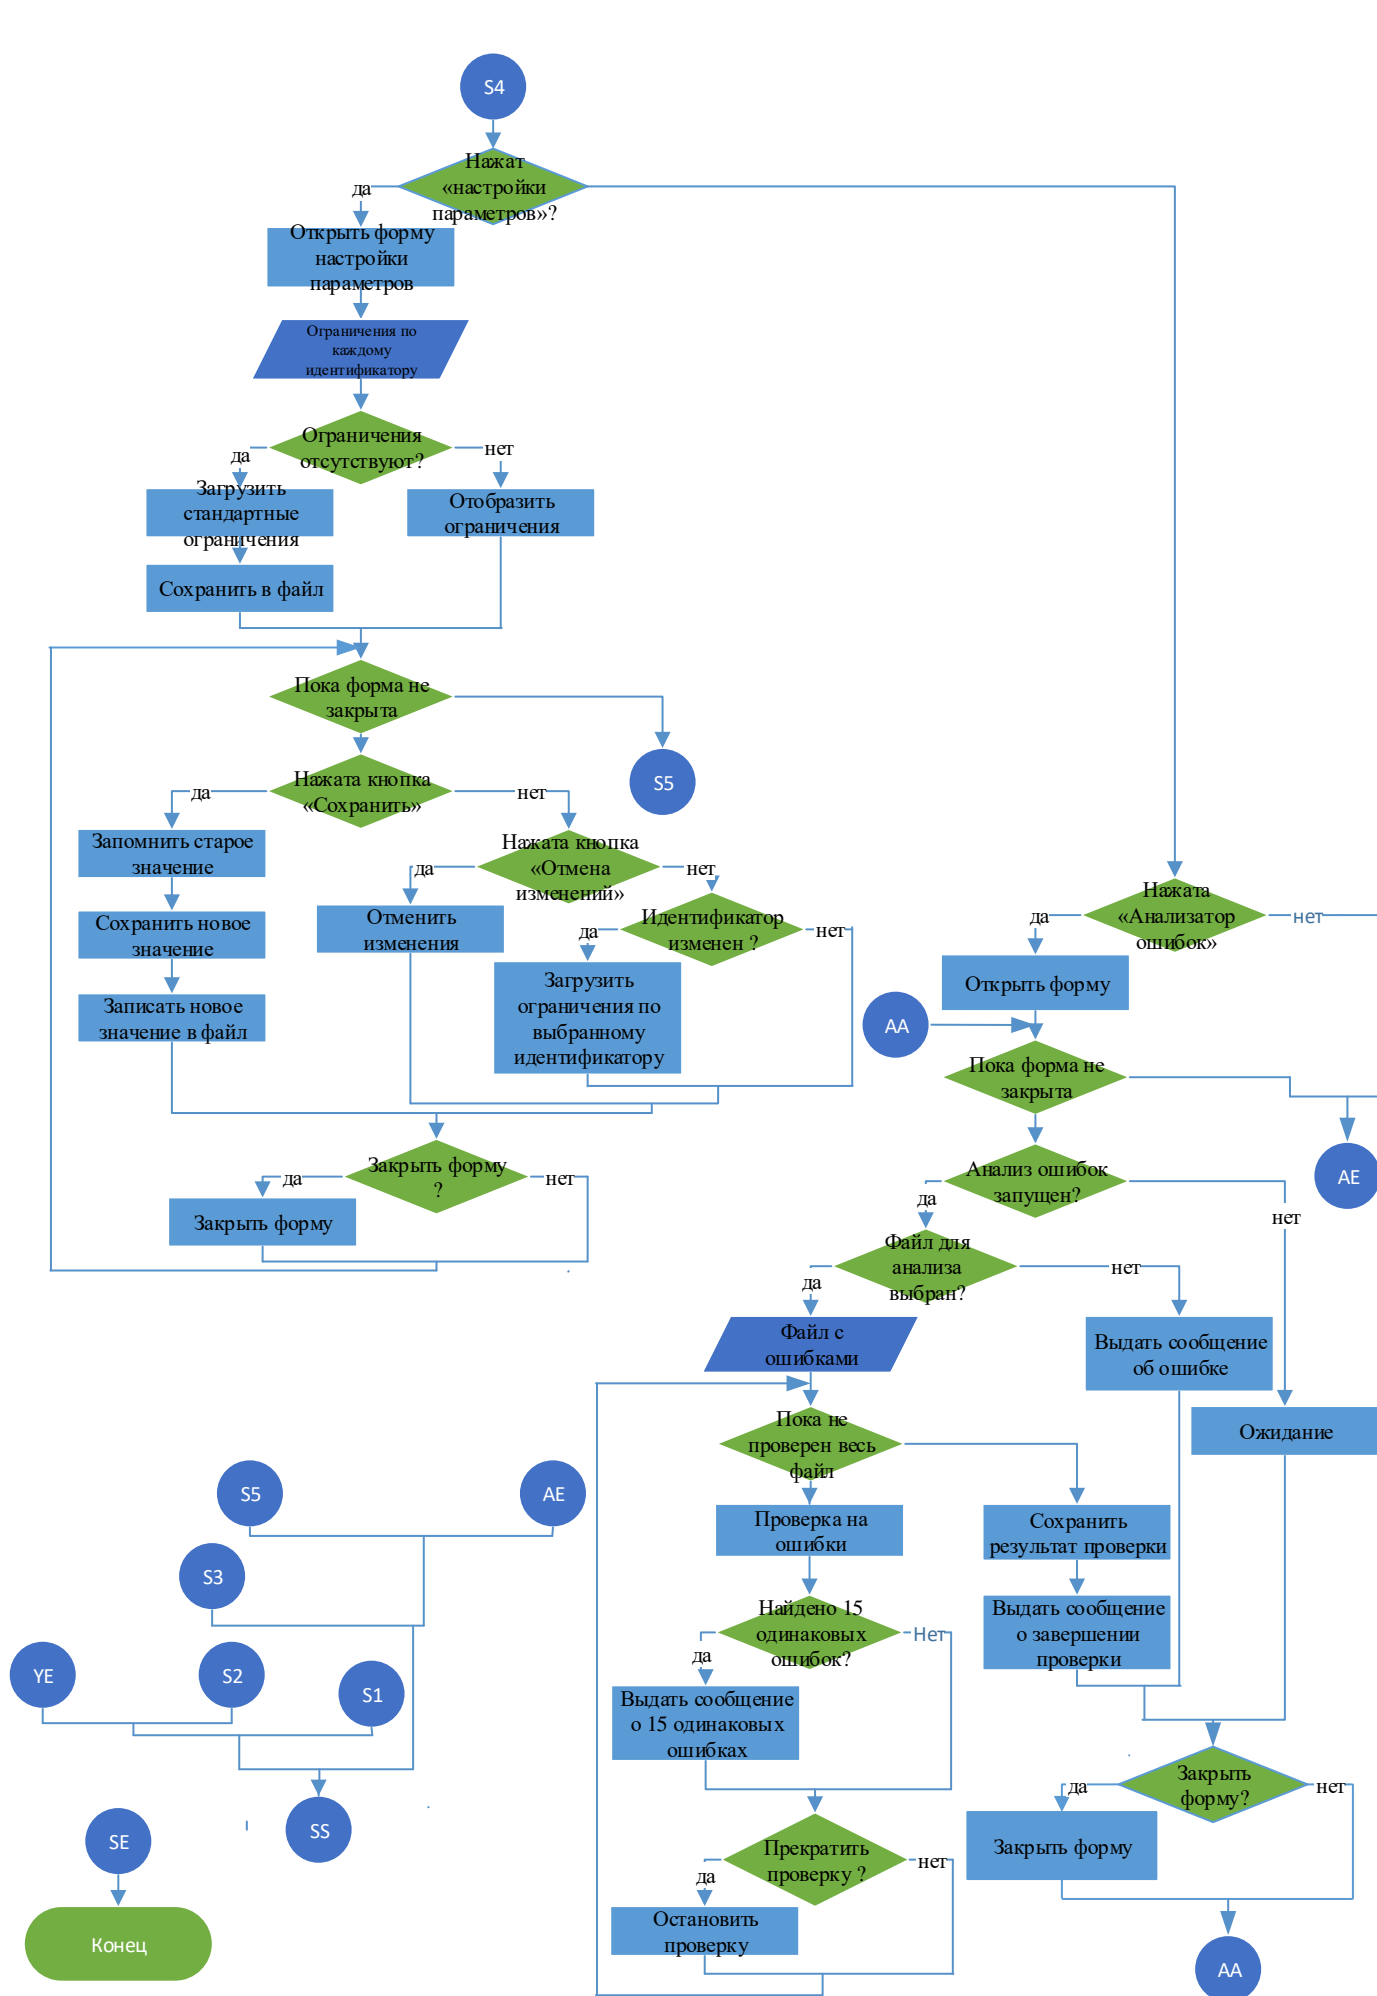 S4
Нажат
«настройки
параметров»?
да
Открыть форму
настройки
параметров
Ограничения по
каждому
идентификатору
Ограничения
отсутствуют?
да
нет
Загрузить
стандартные
ограничения
Отобразить
ограничения
Сохранить в файл
Пока форма не
закрыта
S5
Нажата кнопка
«Сохранить»
да
нет
Запомнить старое
значение
Сохранить новое
значение
Записать новое
значение в файл
Нажата кнопка
«Отмена
изменений»
да
нет
Отменить
изменения
Идентификатор
изменен ?
да
нет
Загрузить
ограничения по
выбранному
идентификатору
Закрыть форму
?
да
нет
Закрыть форму
Нажата
«Анализатор
ошибок»
да
нет
Открыть форму
AA
Пока форма не
закрыта
AE
Анализ ошибок
запущен?
да
нет
Файл для
анализа
выбран?
да
нет
Файл с
ошибками
Выдать сообщение
об ошибке
Ожидание
Пока не
проверен весь
файл
Проверка на
ошибки
Сохранить
результат проверки
Выдать сообщение
о завершении
проверки
Найдено 15
одинаковых
ошибок?
да
Нет
Выдать сообщение
о 15 одинаковых
ошибках
Прекратить
проверку ?
да
нет
Остановить
проверку
Закрыть
форму?
да
нет
Закрыть форму
AA
S5
AE
S3
YE
S2
S1
SS
SE
Конец